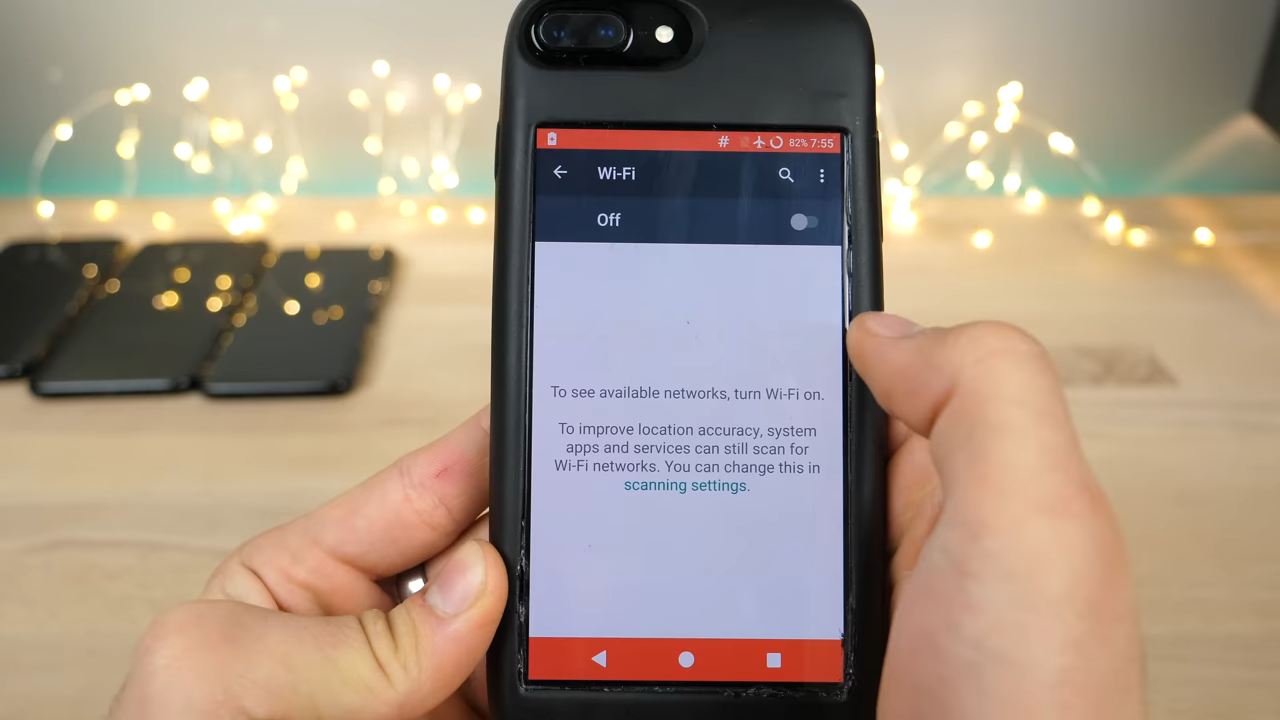 # 82% 7:55
Wi-Fi
Off
To see available networks, turn Wi-Fi on.
To improve location accuracy, system
apps and services can still scan for
Wi-Fi networks. You can change this in
scanning settings.